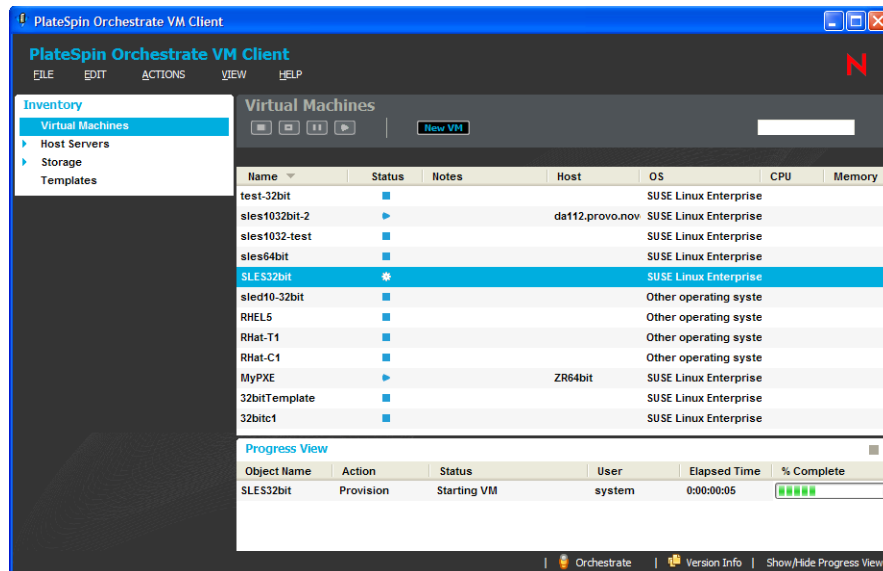 PlateSpin Orchestrate VM Client
PlateSpin Orchestrate VM Client
FILE EDIT ACTIONS VIEW HELP
N
Inventory
Virtual Machines
Host Servers
Storage
Templates
Virtual Machines
New VM
Name Status Notes Host OS CPU Memory
test-32bit SUSE Linux Enterprise
sles1032bit-2 da112.provo.nov SUSE Linux Enterprise
sles1032-test SUSE Linux Enterprise
sles64bit SUSE Linux Enterprise
SLES32bit SUSE Linux Enterprise
sled10-32bit Other operating syste
RHEL5 Other operating syste
RHat-T1 Other operating syste
RHat-C1 Other operating syste
MyPXE ZR64bit SUSE Linux Enterprise
32bitTemplate SUSE Linux Enterprise
32bitc1 SUSE Linux Enterprise
Progress View
Object Name Action Status User Elapsed Time % Complete
SLES32bit Provision Starting VM system 0:00:00:05
Orchestrate | Version Info | Show/Hide Progress View